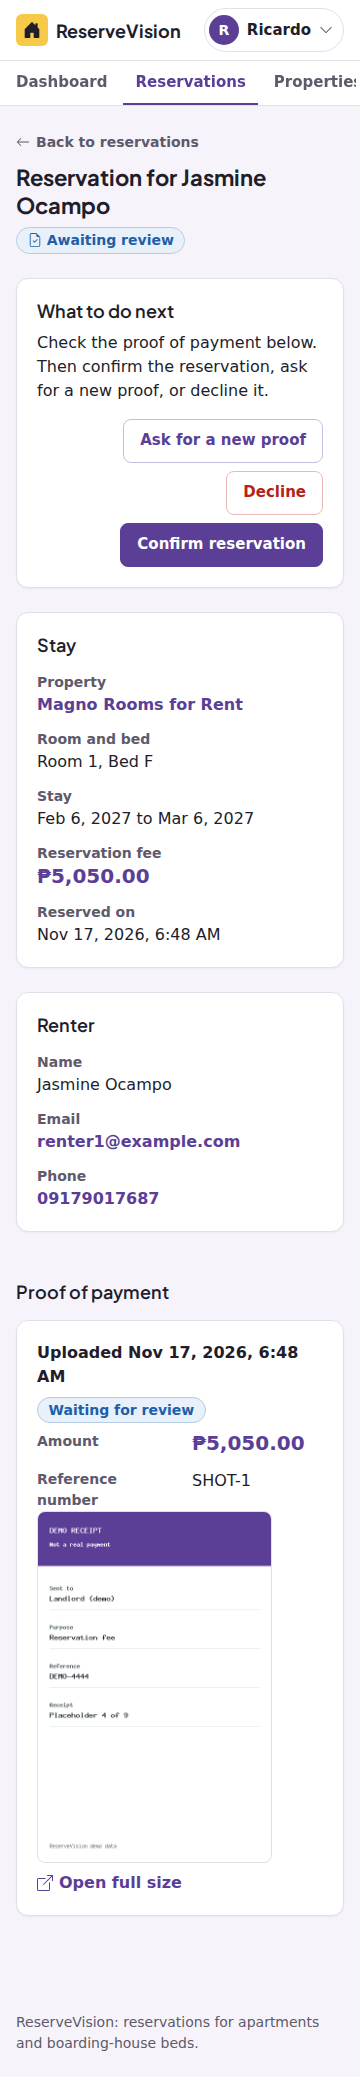 ReserveVision
R Ricardo
Dashboard Reservations Properties
Back to reservations
Reservation for Jasmine
Ocampo
Awaiting review
What to do next
Check the proof of payment below.
Then confirm the reservation, ask
for a new proof, or decline it.
Ask for a new proof
Decline
Confirm reservation
Stay
Property
Magno Rooms for Rent
Room and bed
Room 1, Bed F
Stay
Feb 6, 2027 to Mar 6, 2027
Reservation fee
₱5,050.00
Reserved on
Nov 17, 2026, 6:48 AM
Renter
Name
Jasmine Ocampo
Email
renter1@example.com
Phone
09179017687
Proof of payment
Uploaded Nov 17, 2026, 6:48
AM
Waiting for review
Amount ₱5,050.00
Reference SHOT-1
number
DEMO RECEIPT
Not a real payment
Sent to
Landlord (demo)
Purpose
Reservation fee
Reference
DEMO-4444
Receipt
Placeholder 4 of 9
ReserveVision demo data
Open full size
ReserveVision: reservations for apartments
and boarding-house beds.